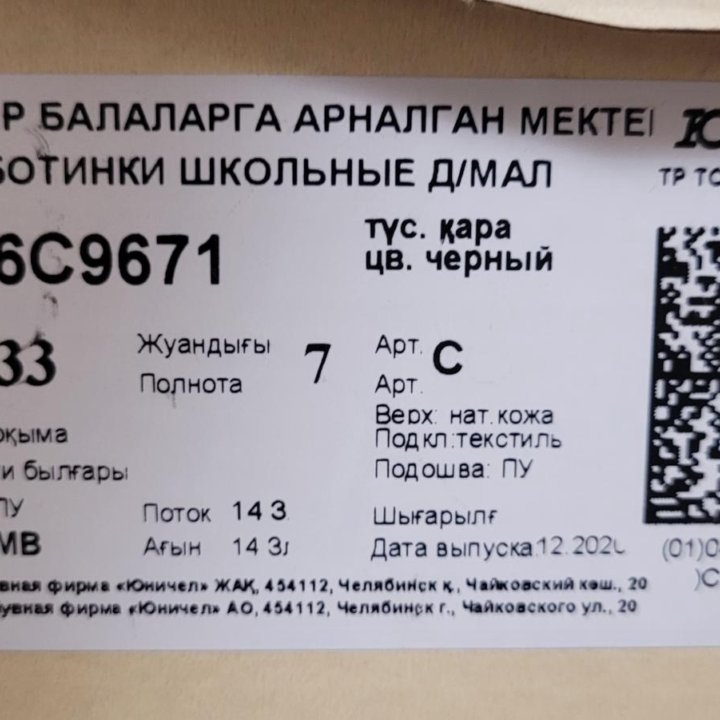 Р БАЛАЛАРГА АРНАЛГАН МЕКТЕ
БОТИНКИ ШКОЛЬНЫЕ Д/МАЛ
ТР ТС
6С9671
түс. қара
цв. черный
33
Жуандығы
Полнота
7
Арт. С
Арт.
Верх: нат.кожа
Подкл:текстиль
Подошва: ПУ
оқыма
и былғары
ПУ
МВ
Поток 14 3
Ағын 14 3
Шығарылғ
Дата выпуска 12.202
(01)0
)С
вная фирма «Юничел» ЖАҚ, 454112, Челябинск қ., Чайковский көш., 20
увная фирма «Юничел» АО, 454112, Челябинск г., Чайковского ул., 20